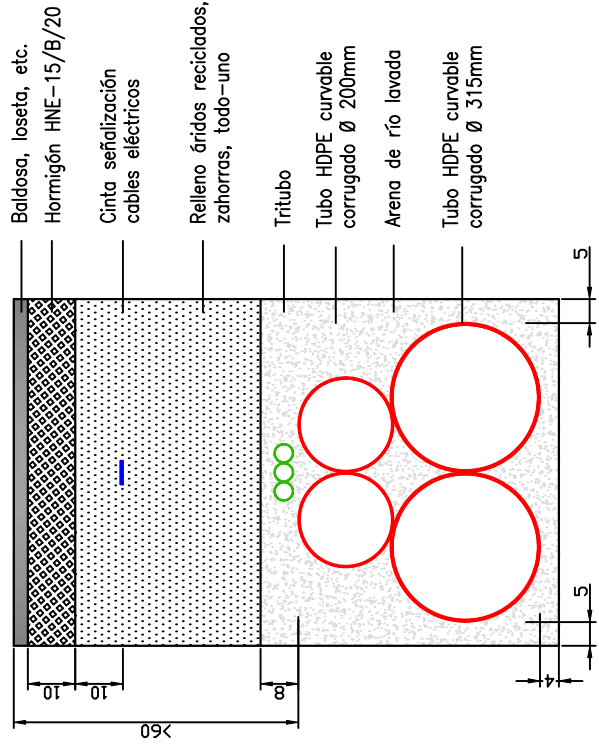 Baldosa, loseta, etc.
Hormigón HNE-15/B/20
Cinta señalización
cables eléctricos
Relleno áridos reciclados,
zahorras, todo-uno
Tritubo
Tubo HDPE curvable
corrugado Ø 200mm
Arena de río lavada
Tubo HDPE curvable
corrugado Ø 315mm
5
5
10
10
8
4
>60